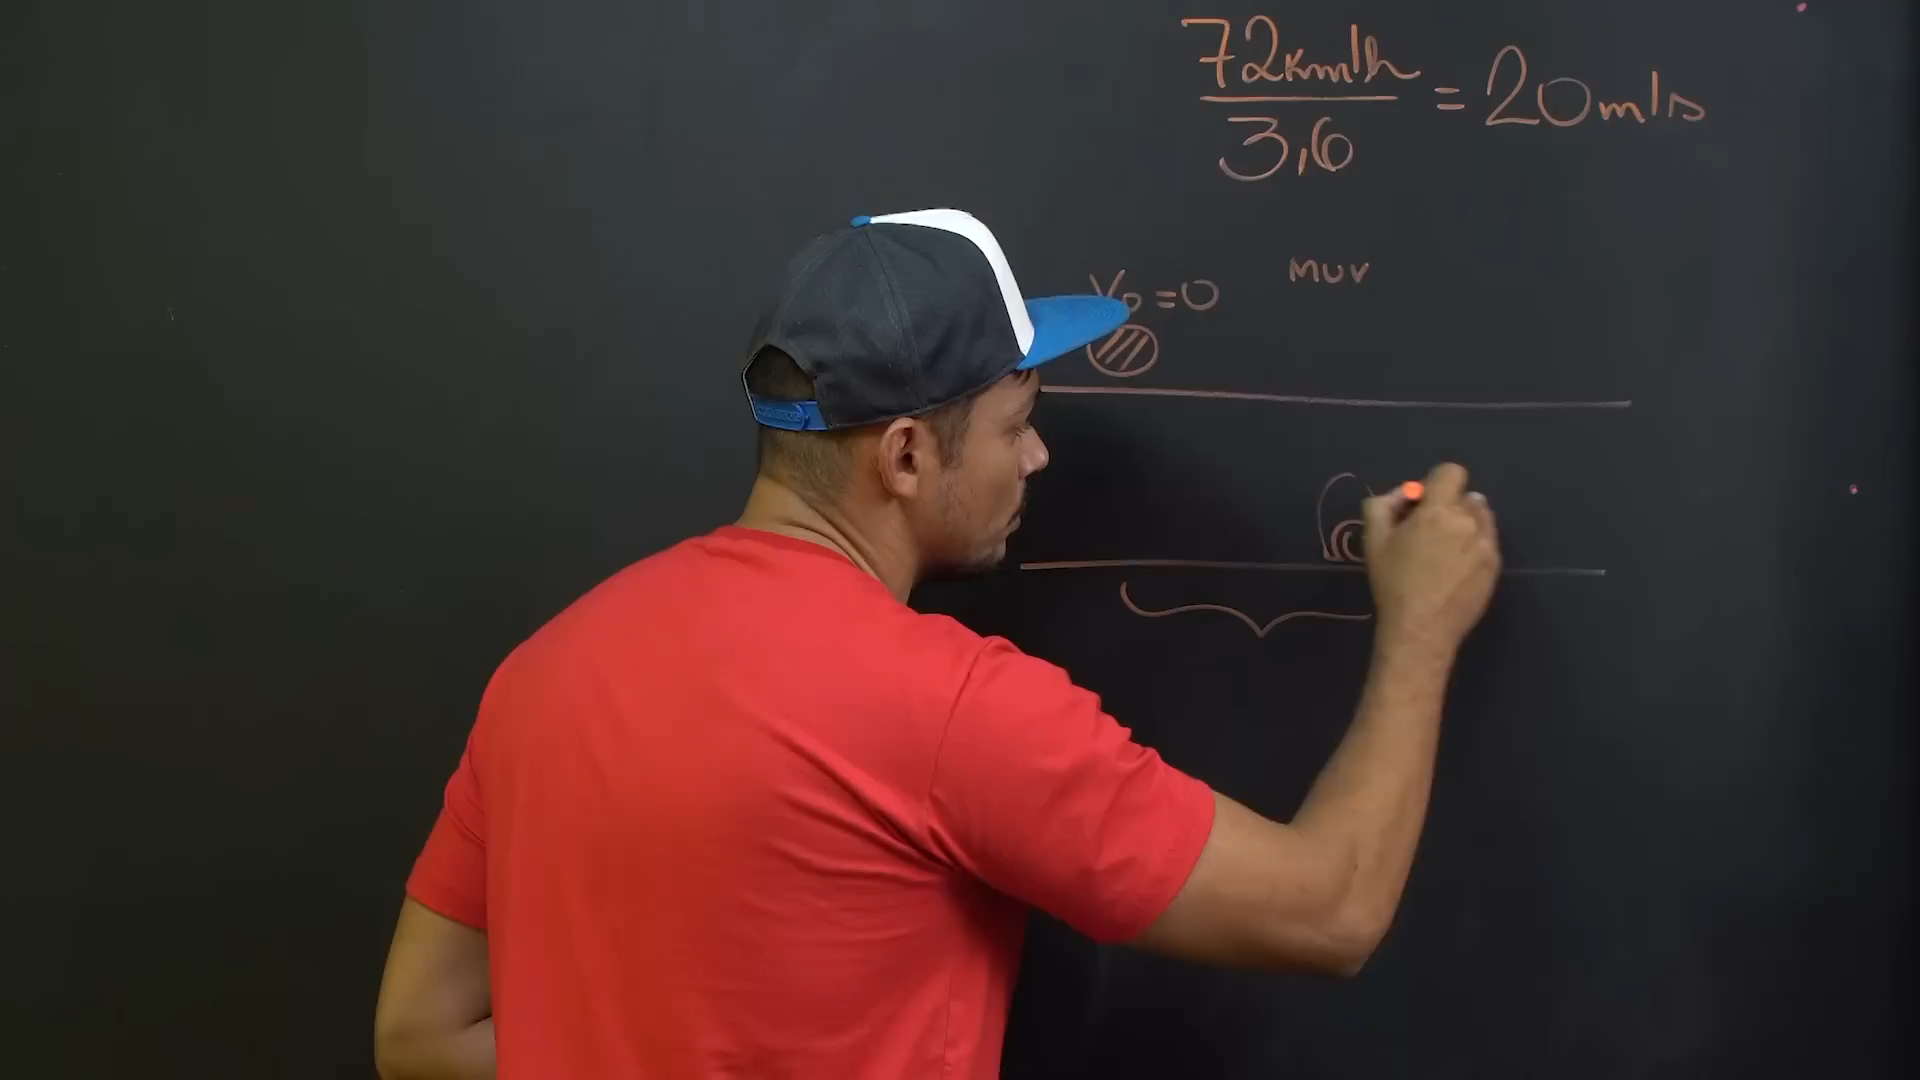 72km/h
3,6
= 20m/s
V0 = 0
MUV